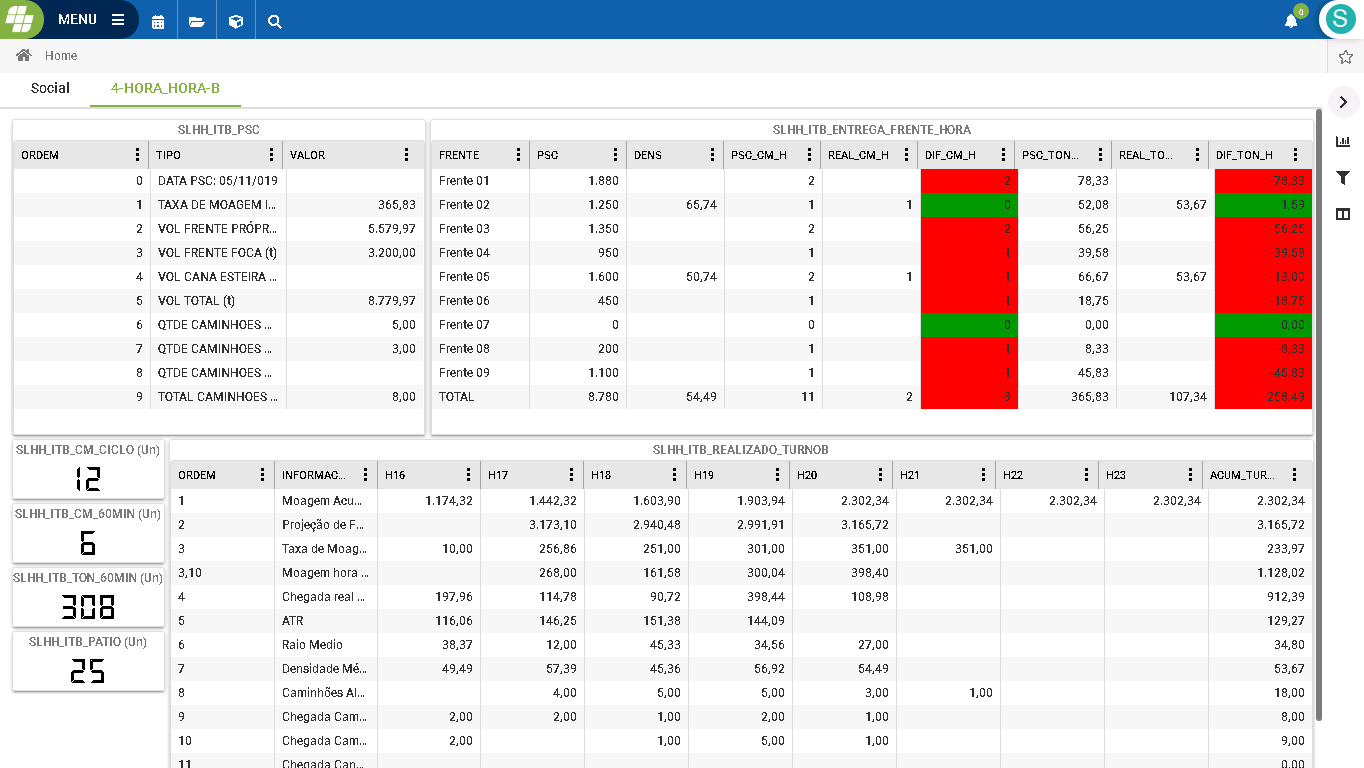 MENU
0
S
Home
Social 4-HORA_HORA-B
SLHH_ITB_PSC
ORDEM TIPO VALOR
0 DATA PSC: 05/11/019
1 TAXA DE MOAGEM I... 365,83
2 VOL FRENTE PRÓPR... 5.579,97
3 VOL FRENTE FOCA (t) 3.200,00
4 VOL CANA ESTEIRA ...
5 VOL TOTAL (t) 8.779,97
6 QTDE CAMINHOES ... 5,00
7 QTDE CAMINHOES ... 3,00
8 QTDE CAMINHOES ...
9 TOTAL CAMINHOES ... 8,00
SLHH_ITB_ENTREGA_FRENTE_HORA
FRENTE PSC DENS PSC_CM_H REAL_CM_H DIF_CM_H PSC_TON... REAL_TO... DIF_TON_H
Frente 01 1.880 2 -2 78,33 -78,33
Frente 02 1.250 65,74 1 1 0 52,08 53,67 1,59
Frente 03 1.350 2 -2 56,25 -56,25
Frente 04 950 1 -1 39,58 -39,58
Frente 05 1.600 50,74 2 1 -1 66,67 53,67 -13,00
Frente 06 450 1 -1 18,75 -18,75
Frente 07 0 0 0 0,00 0,00
Frente 08 200 1 -1 8,33 -8,33
Frente 09 1.100 1 -1 45,83 -45,83
TOTAL 8.780 54,49 11 2 -9 365,83 107,34 -258,49
SLHH_ITB_CM_CICLO (Un)
12
SLHH_ITB_CM_60MIN (Un)
6
SLHH_ITB_TON_60MIN (Un)
308
SLHH_ITB_PATIO (Un)
25
SLHH_ITB_REALIZADO_TURNOB
ORDEM INFORMAC... H16 H17 H18 H19 H20 H21 H22 H23 ACUM_TUR...
1 Moagem Acu... 1.174,32 1.442,32 1.603,90 1.903,94 2.302,34 2.302,34 2.302,34 2.302,34 2.302,34
2 Projeção de F... 3.173,10 2.940,48 2.991,91 3.165,72 3.165,72
3 Taxa de Moag... 10,00 256,86 251,00 301,00 351,00 351,00 233,97
3,10 Moagem hora ... 268,00 161,58 300,04 398,40 1.128,02
4 Chegada real ... 197,96 114,78 90,72 398,44 108,98 912,39
5 ATR 116,06 146,25 151,38 144,09 129,27
6 Raio Medio 38,37 12,00 45,33 34,56 27,00 34,80
7 Densidade Mé... 49,49 57,39 45,36 56,92 54,49 53,67
8 Caminhões Al... 4,00 5,00 5,00 3,00 1,00 18,00
9 Chegada Cam... 2,00 2,00 1,00 2,00 1,00 8,00
10 Chegada Cam... 2,00 1,00 5,00 1,00 9,00
11 Chegada Can... 0,00